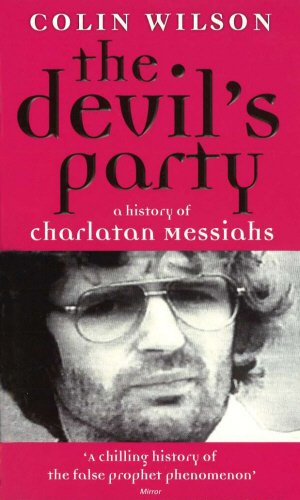 COLIN WILSON
the
devil's
party
a history of
charlatan messiahs
'A chilling history of
the false prophet phenomenon'
Mirror